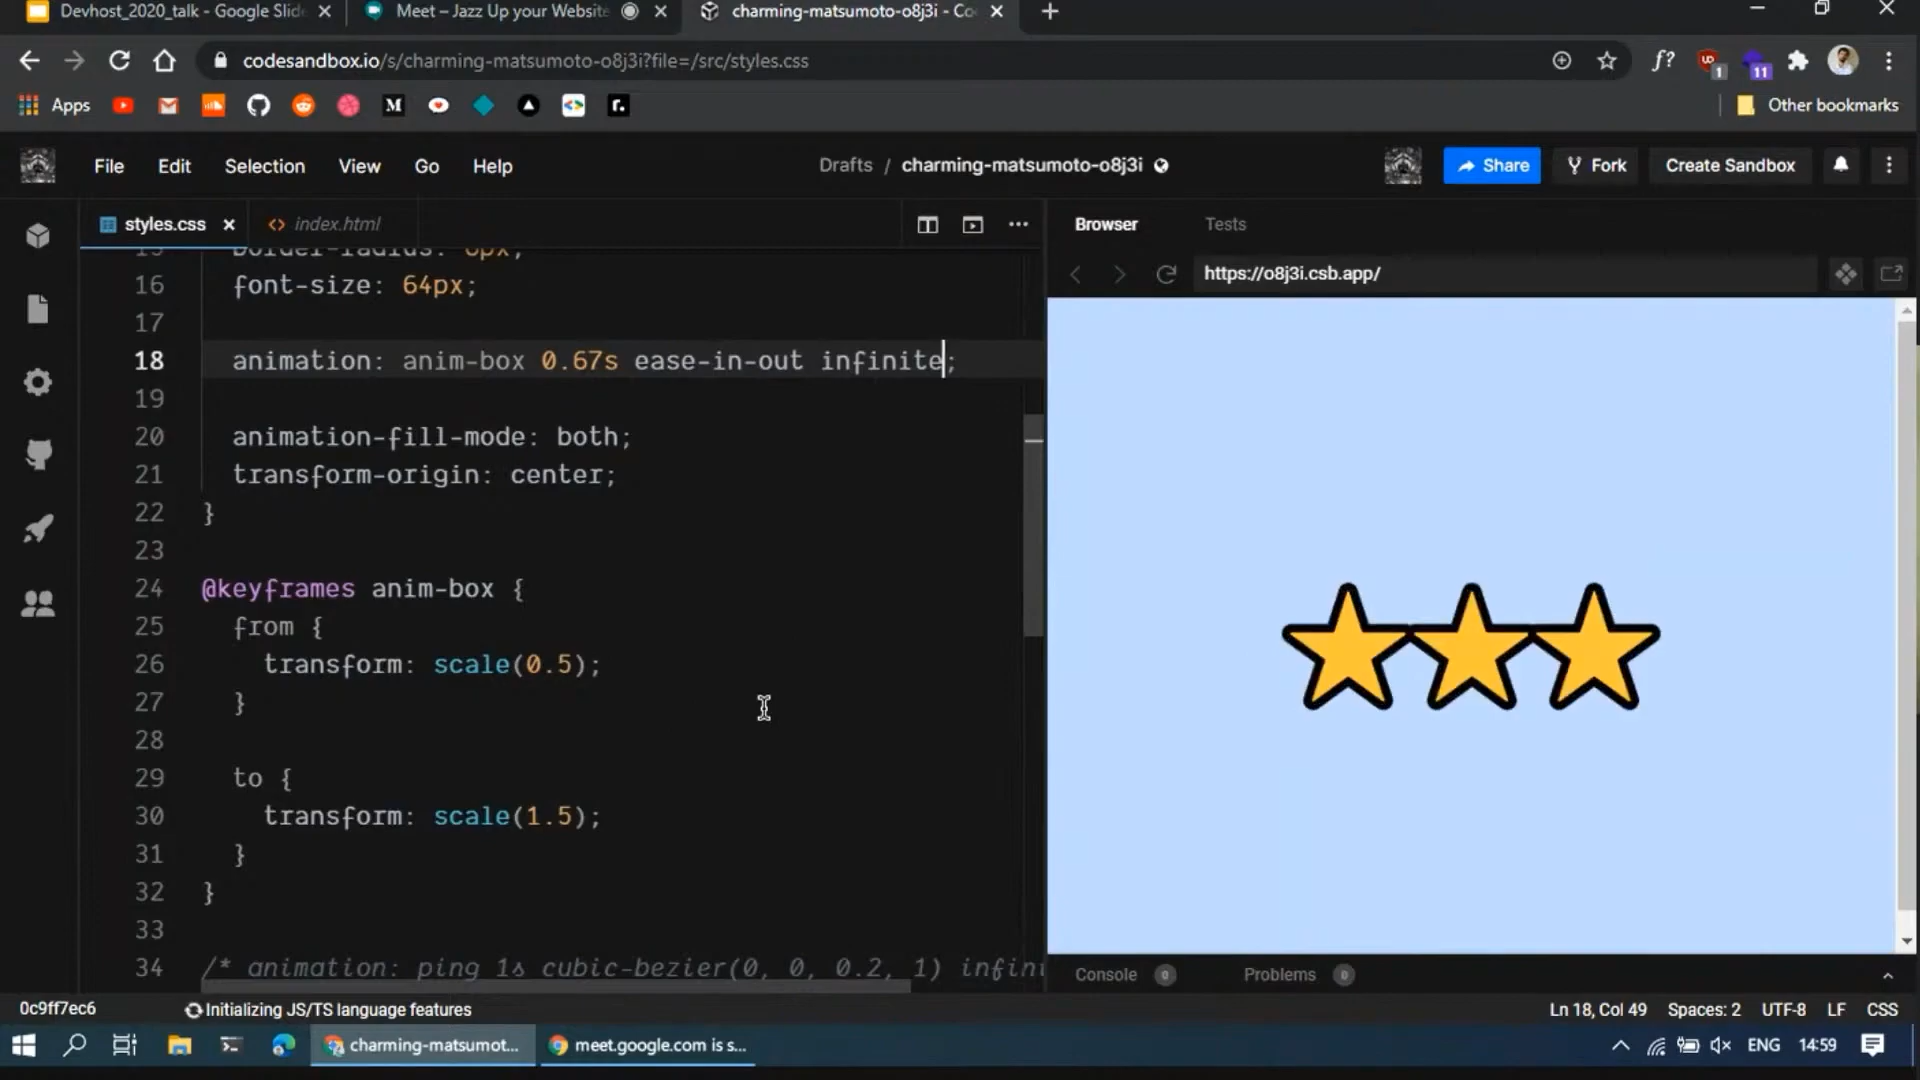 Devhost_2020_talk - Google Slide
Meet – Jazz Up your Website
charming-matsumoto-o8j3i - Co
codesandbox.io/s/charming-matsumoto-o8j3i?file=/src/styles.css
f?
UO
1
11
Apps
M
r.
Other bookmarks
File
Edit
Selection
View
Go
Help
Drafts / charming-matsumoto-o8j3i
Share
Fork
Create Sandbox
styles.css
index.html
Browser
Tests
https://o8j3i.csb.app/
16 font-size: 64px;
17
18 animation: anim-box 0.67s ease-in-out infinite;
19
20 animation-fill-mode: both;
21 transform-origin: center;
22 }
23
24 @keyframes anim-box {
25 from {
26 transform: scale(0.5);
27 }
28
29 to {
30 transform: scale(1.5);
31 }
32 }
33
34 /* animation: ping 1s cubic-bezier(0, 0, 0.2, 1) infin
Console 0
Problems 0
0c9ff7ec6
Initializing JS/TS language features
Ln 18, Col 49
Spaces: 2
UTF-8
LF
CSS
charming-matsumot...
meet.google.com is s...
ENG
14:59